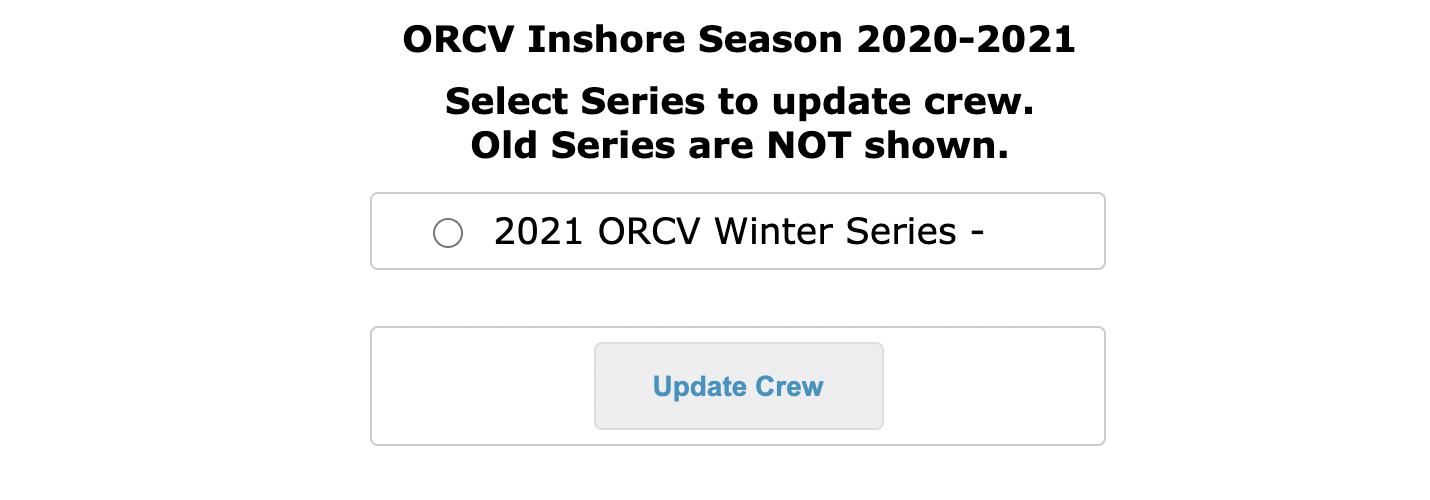 ORCV Inshore Season 2020-2021
Select Series to update crew.
Old Series are NOT shown.
2021 ORCV Winter Series -
Update Crew